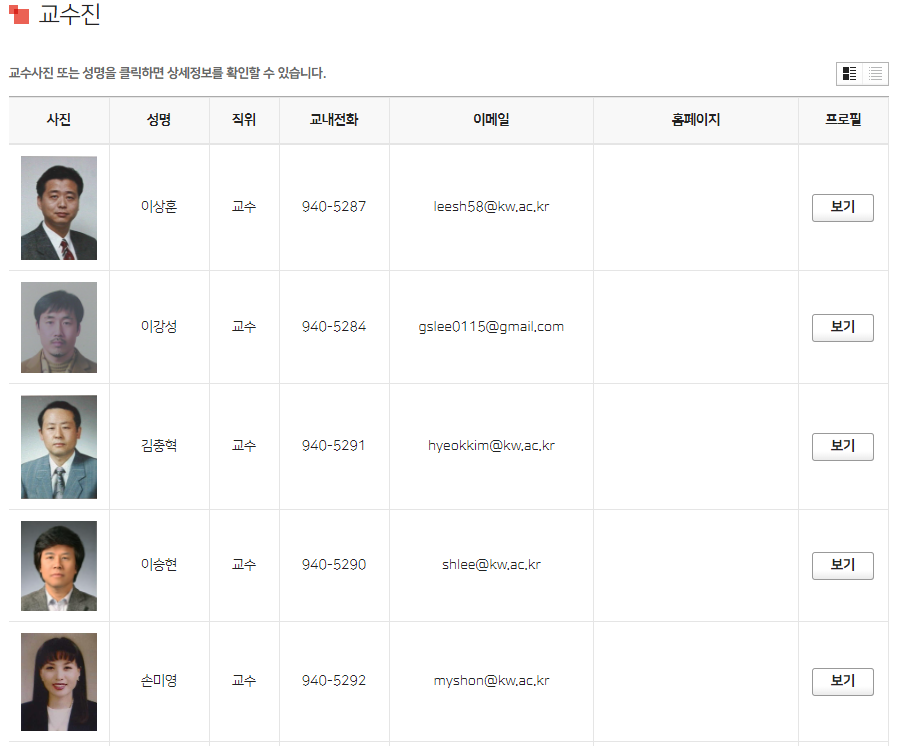 교수진
교수사진 또는 성명을 클릭하면 상세정보를 확인할 수 있습니다.
사진 성명 직위 교내전화 이메일 홈페이지 프로필
이상훈 교수 940-5287 leesh58@kw.ac.kr 보기
이강성 교수 940-5284 gslee0115@gmail.com 보기
김종혁 교수 940-5291 hyeokkim@kw.ac.kr 보기
이승현 교수 940-5290 shlee@kw.ac.kr 보기
손미영 교수 940-5292 myshon@kw.ac.kr 보기